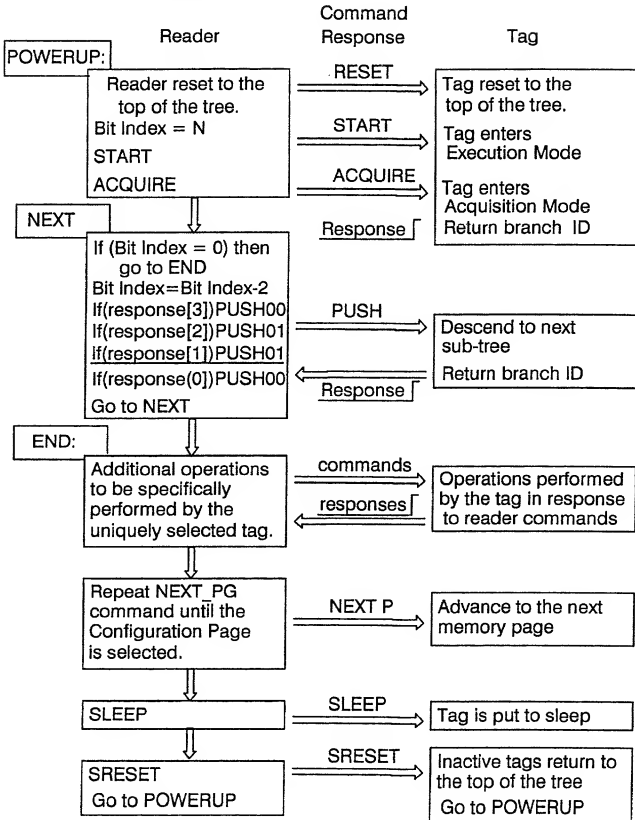 Reader
Command
Response
Tag
POWERUP:
Reader reset to the
top of the tree.
Bit Index = N
START
ACQUIRE
RESET
START
ACQUIRE
Response
Tag reset to the
top of the tree.
Tag enters
Execution Mode
Tag enters
Acquisition Mode
Return branch ID
NEXT
If (Bit Index = 0) then
go to END
Bit Index=Bit Index-2
If(response[3])PUSH00
If(response[2])PUSH01
if(response[1])PUSH01
If(response(0])PUSH00
Go to NEXT
PUSH
Response
Descend to next
sub-tree
Return branch ID
END:
Additional operations
to be specifically
performed by the
uniquely selected tag.
commands
responses
Operations performed
by the tag in response
to reader commands
Repeat NEXT_PG
command until the
Configuration Page
is selected.
NEXT P
Advance to the next
memory page
SLEEP
SLEEP
Tag is put to sleep
SRESET
Go to POWERUP
SRESET
Inactive tags return to
the top of the tree
Go to POWERUP